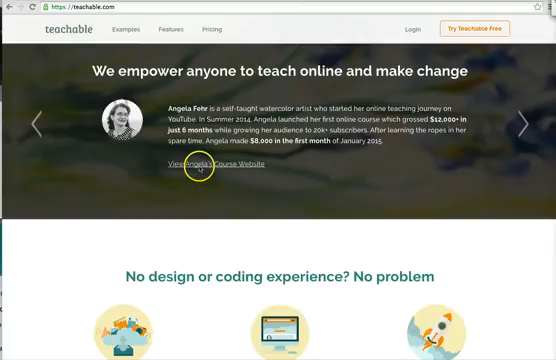 https://teachable.com
teachable Examples Features Pricing Login Try Teachable Free
We empower anyone to teach online and make change
Angela Fehr is a self-taught watercolor artist who started her online teaching journey on
YouTube. In Summer 2014, Angela launched her first online course which grossed $12,000+ in
just 6 months while growing her audience to 20k+ subscribers. After learning the ropes in her
spare time, Angela made $8,000 in the first month of January 2015.
View Angela's Course Website
No design or coding experience? No problem